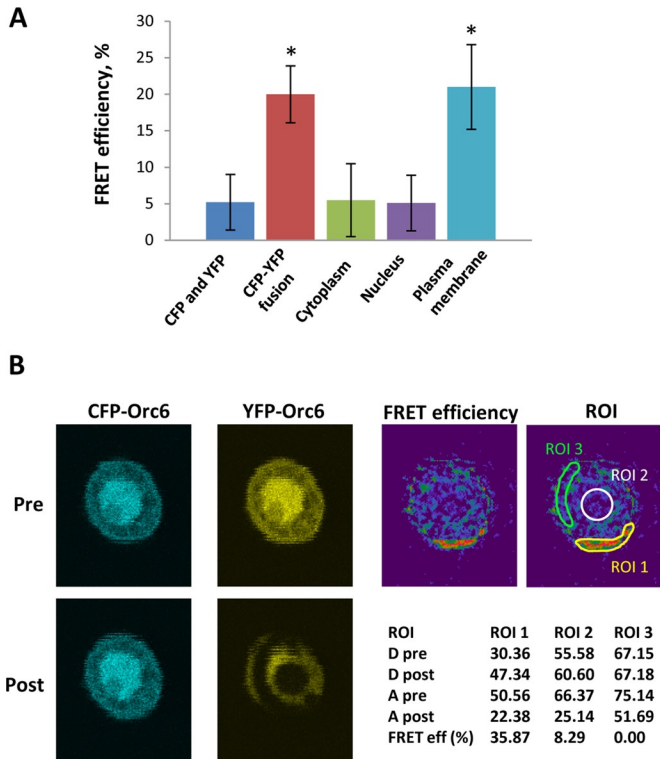 A
FRET efficiency, %
30
25
20
15
10
5
0
*
*
CFP and YFP
CFP-YFP
fusion
Cytoplasm
Nucleus
Plasma
membrane
B
CFP-Orc6 YFP-Orc6 FRET efficiency ROI
Pre
ROI 3
ROI 2
ROI 1
Post
ROI ROI 1 ROI 2 ROI 3
D pre 30.36 55.58 67.15
D post 47.34 60.60 67.18
A pre 50.56 66.37 75.14
A post 22.38 25.14 51.69
FRET eff (%) 35.87 8.29 0.00